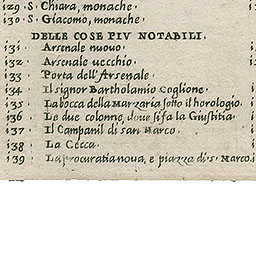 129 · S · Chiara, monache ·
130 · S · Giacomo, monache ·
DELLE COSE PIV NOTABILI.
131 · Arsenale nuouo ·
132 · Arsenale uecchio ·
133 · Porta dell'Arsenale ·
134 Il signor Bartholamio Coglione ·
135 La bocca della Marzaria sotto il horologio ·
136 Le due colonne, doue si fa la Giustitia ·
137 Il Campanil di san Marco ·
138 La Cecca ·
139 La procuratia noua, e piazza di · s · Marco ·